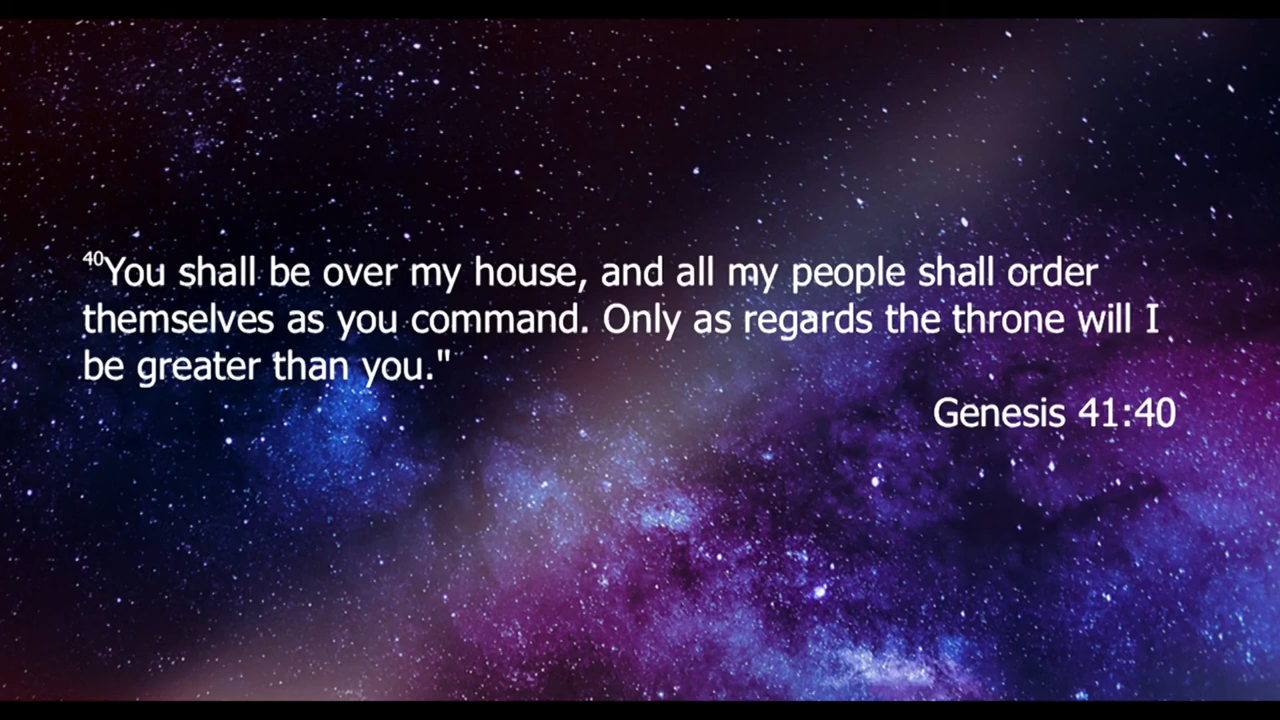 40You shall be over my house, and all my people shall order
themselves as you command. Only as regards the throne will I
be greater than you."
Genesis 41:40